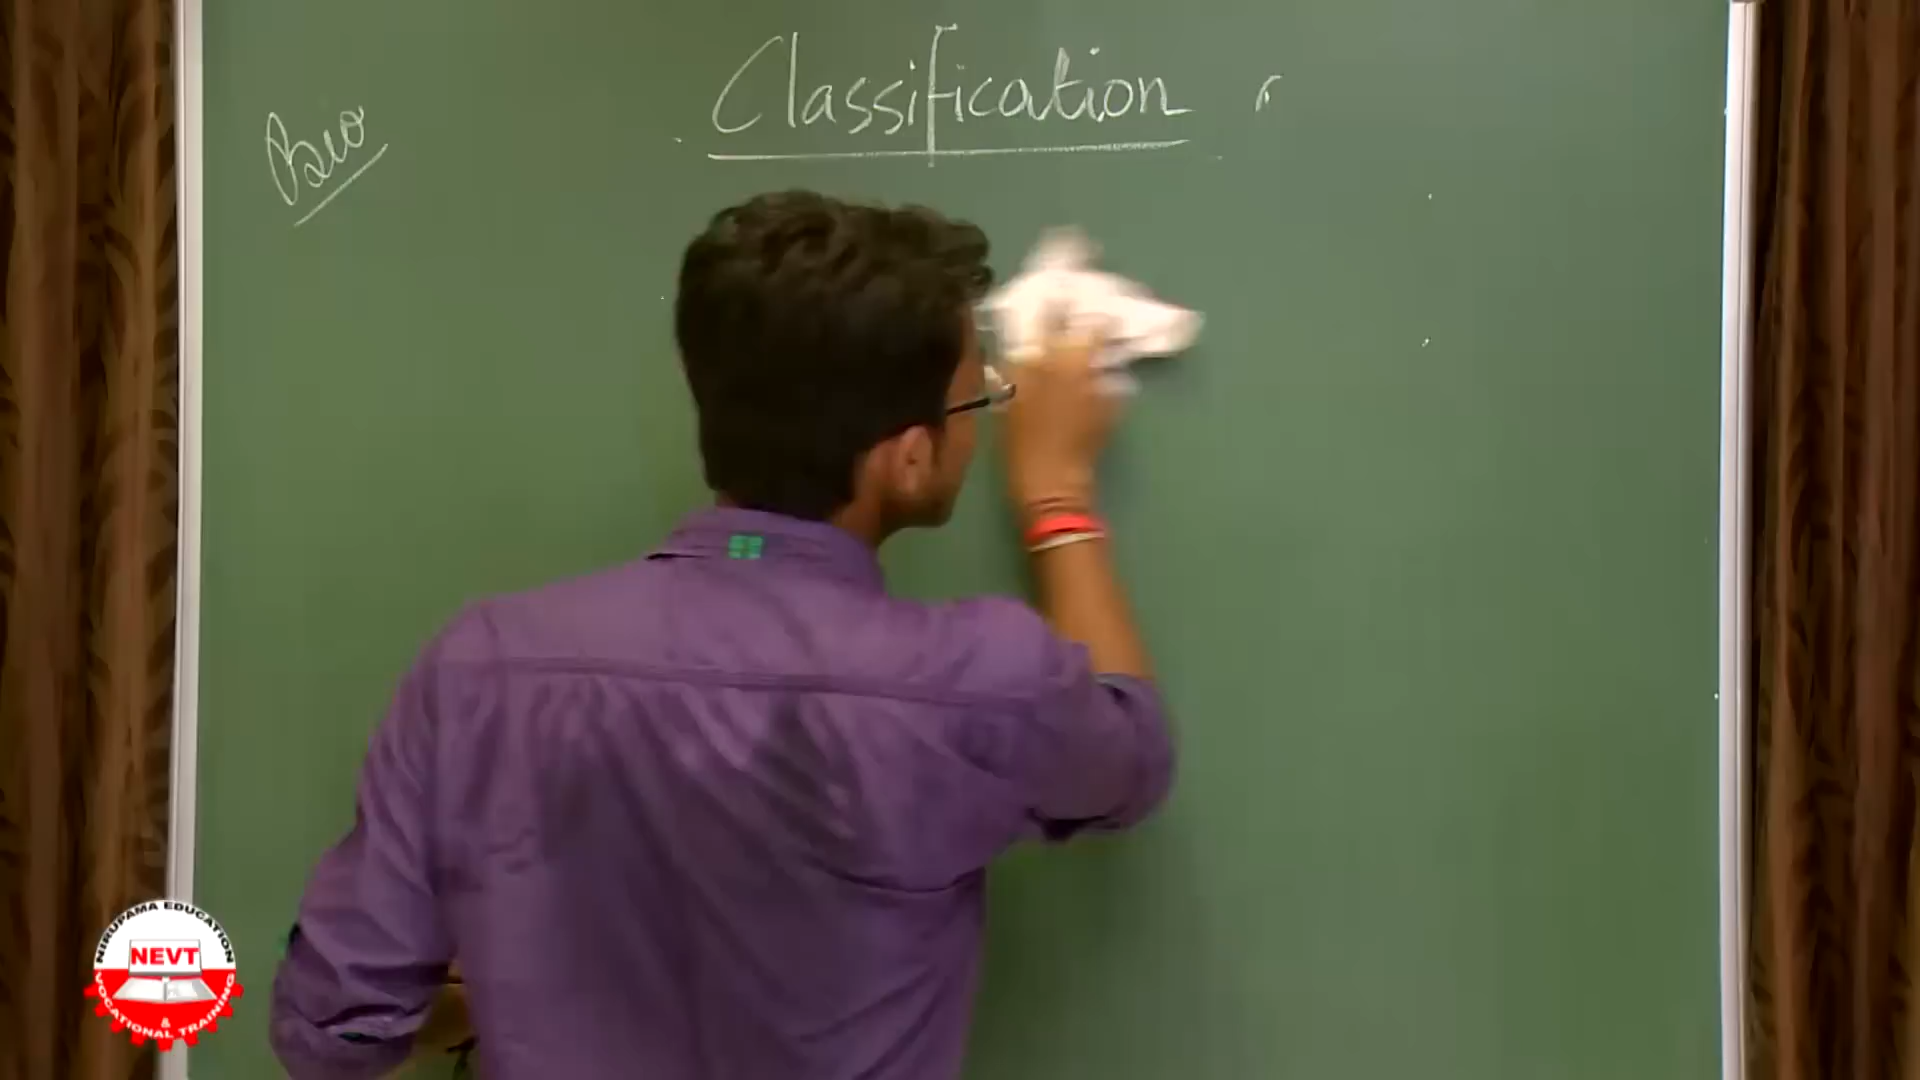 Classification
Bio
NIRUPAMA EDUCATION
NEVT
&
VOCATIONAL TRAINING